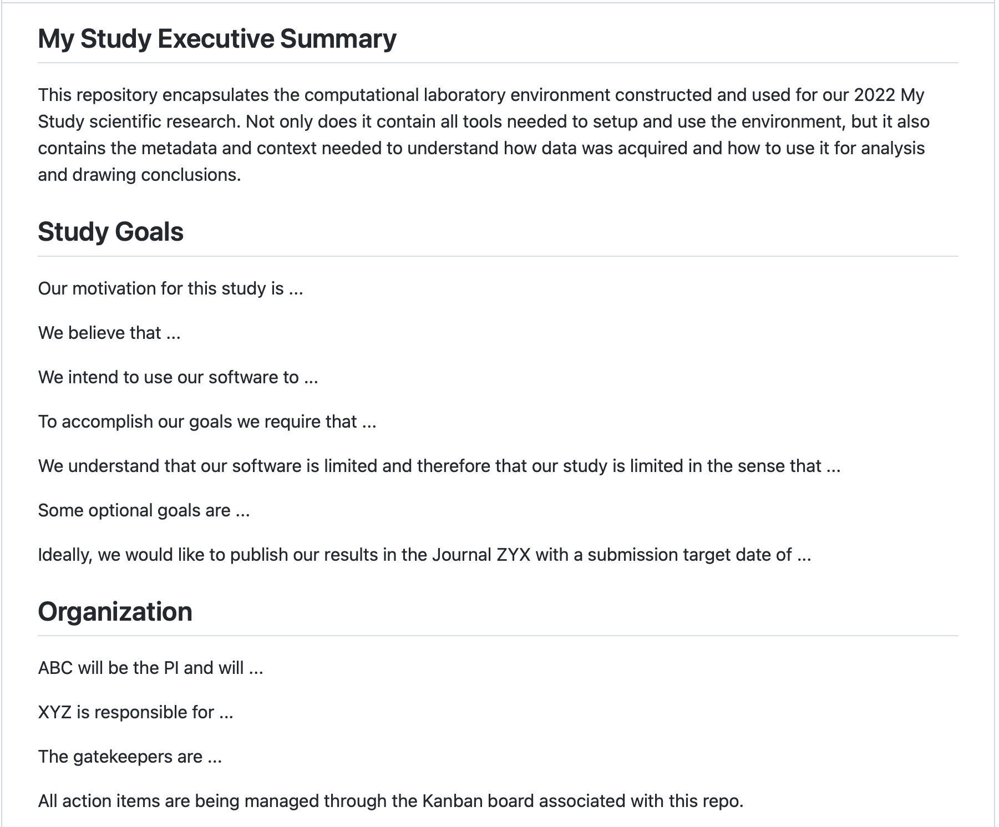 My Study Executive Summary
This repository encapsulates the computational laboratory environment constructed and used for our 2022 My
Study scientific research. Not only does it contain all tools needed to setup and use the environment, but it also
contains the metadata and context needed to understand how data was acquired and how to use it for analysis
and drawing conclusions.
Study Goals
Our motivation for this study is ...
We believe that ...
We intend to use our software to ...
To accomplish our goals we require that ...
We understand that our software is limited and therefore that our study is limited in the sense that ...
Some optional goals are ...
Ideally, we would like to publish our results in the Journal ZYX with a submission target date of ...
Organization
ABC will be the PI and will ...
XYZ is responsible for ...
The gatekeepers are ...
All action items are being managed through the Kanban board associated with this repo.